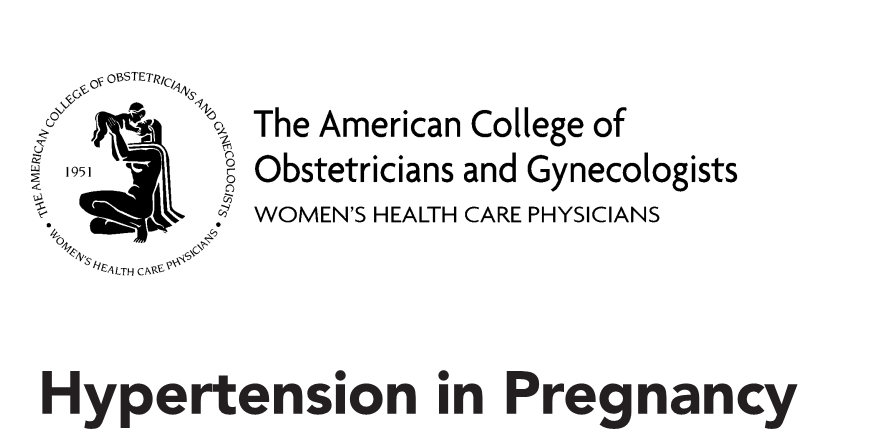 THE AMERICAN COLLEGE OF OBSTETRICIANS AND GYNECOLOGISTS
1951
• WOMEN'S HEALTH CARE PHYSICIANS •
The American College of
Obstetricians and Gynecologists
WOMEN'S HEALTH CARE PHYSICIANS
Hypertension in Pregnancy